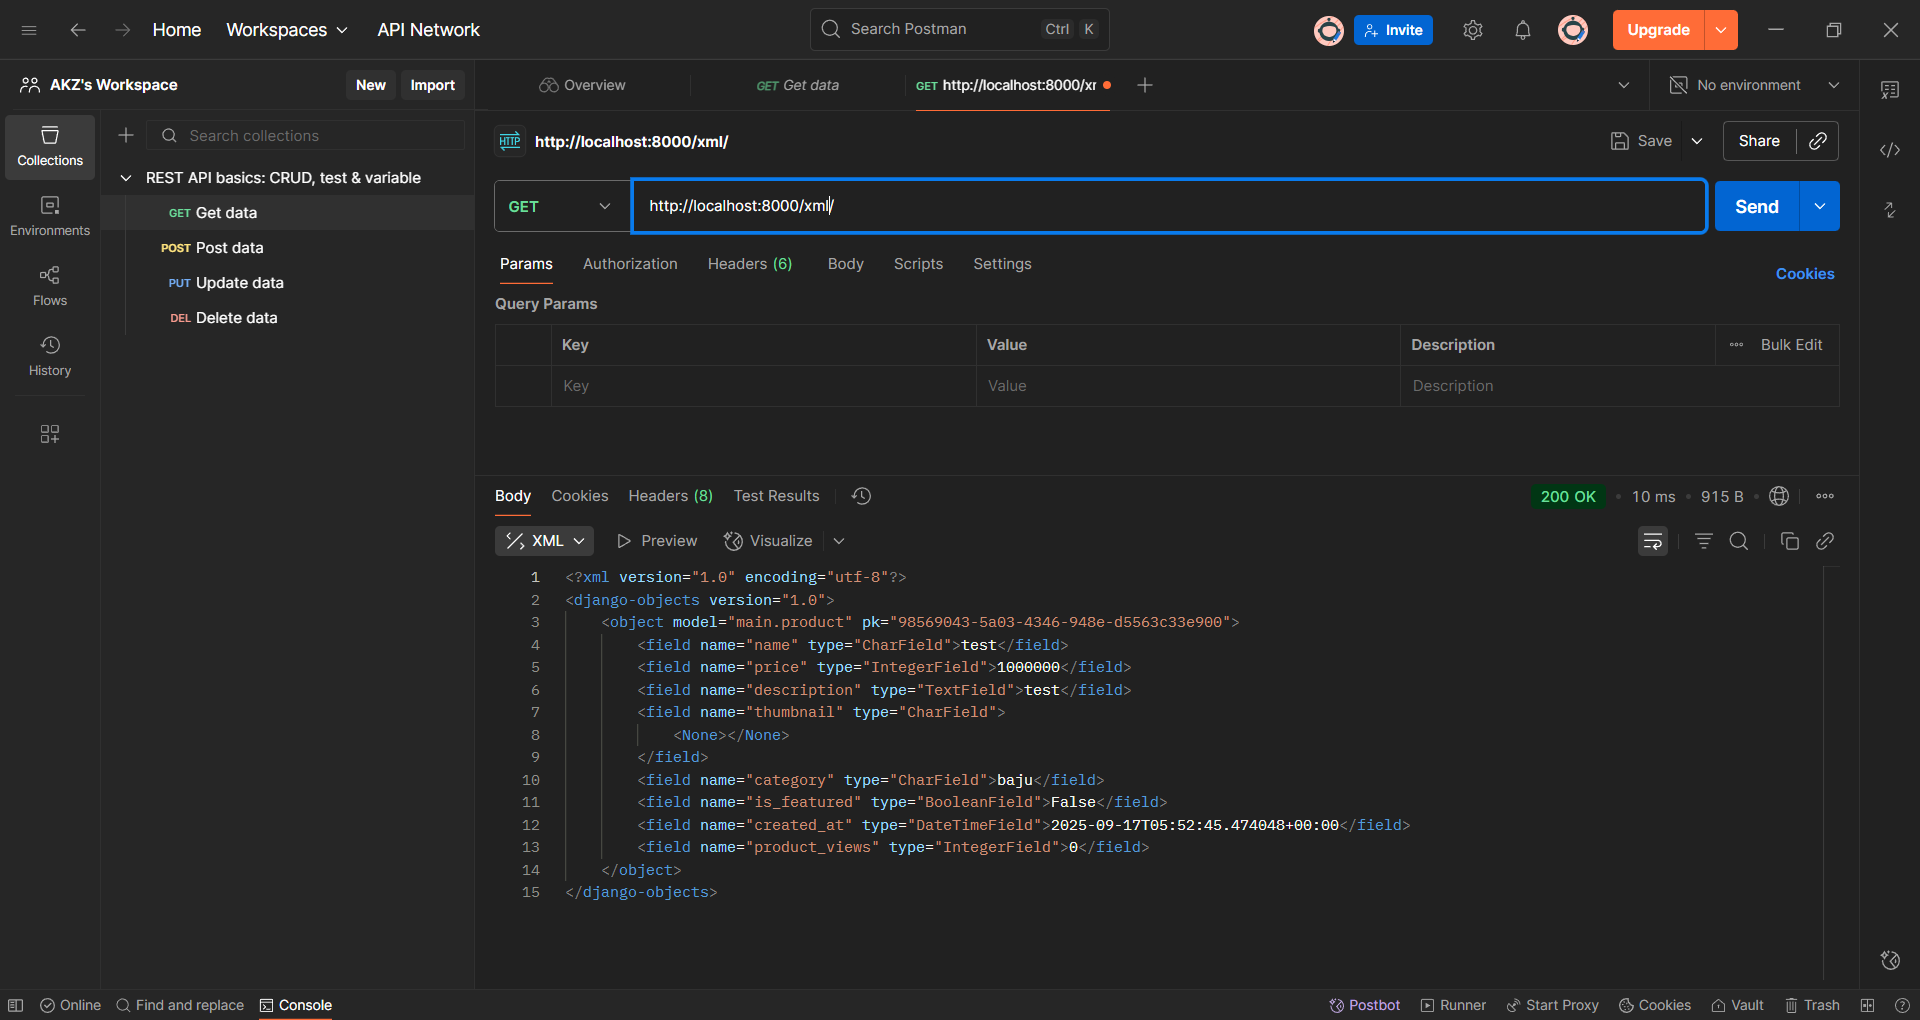 Home Workspaces API Network Search Postman Ctrl K Invite Upgrade
AKZ's Workspace New Import Overview GET Get data GET http://localhost:8000/xr No environment
Collections
Environments
Flows
History
Search collections
REST API basics: CRUD, test & variable
GET Get data
POST Post data
PUT Update data
DEL Delete data
HTTP http://localhost:8000/xml/ Save Share
GET http://localhost:8000/xml/ Send
Params Authorization Headers (6) Body Scripts Settings Cookies
Query Params
Key Value Description Bulk Edit
Key Value Description
Body Cookies Headers (8) Test Results 200 OK 10 ms 915 B
XML Preview Visualize
1 <?xml version="1.0" encoding="utf-8"?>
2 <django-objects version="1.0">
3 <object model="main.product" pk="98569043-5a03-4346-948e-d5563c33e900">
4 <field name="name" type="CharField">test</field>
5 <field name="price" type="IntegerField">1000000</field>
6 <field name="description" type="TextField">test</field>
7 <field name="thumbnail" type="CharField">
8 <None></None>
9 </field>
10 <field name="category" type="CharField">baju</field>
11 <field name="is_featured" type="BooleanField">False</field>
12 <field name="created_at" type="DateTimeField">2025-09-17T05:52:45.474048+00:00</field>
13 <field name="product_views" type="IntegerField">0</field>
14 </object>
15 </django-objects>
Online Find and replace Console Postbot Runner Start Proxy Cookies Vault Trash